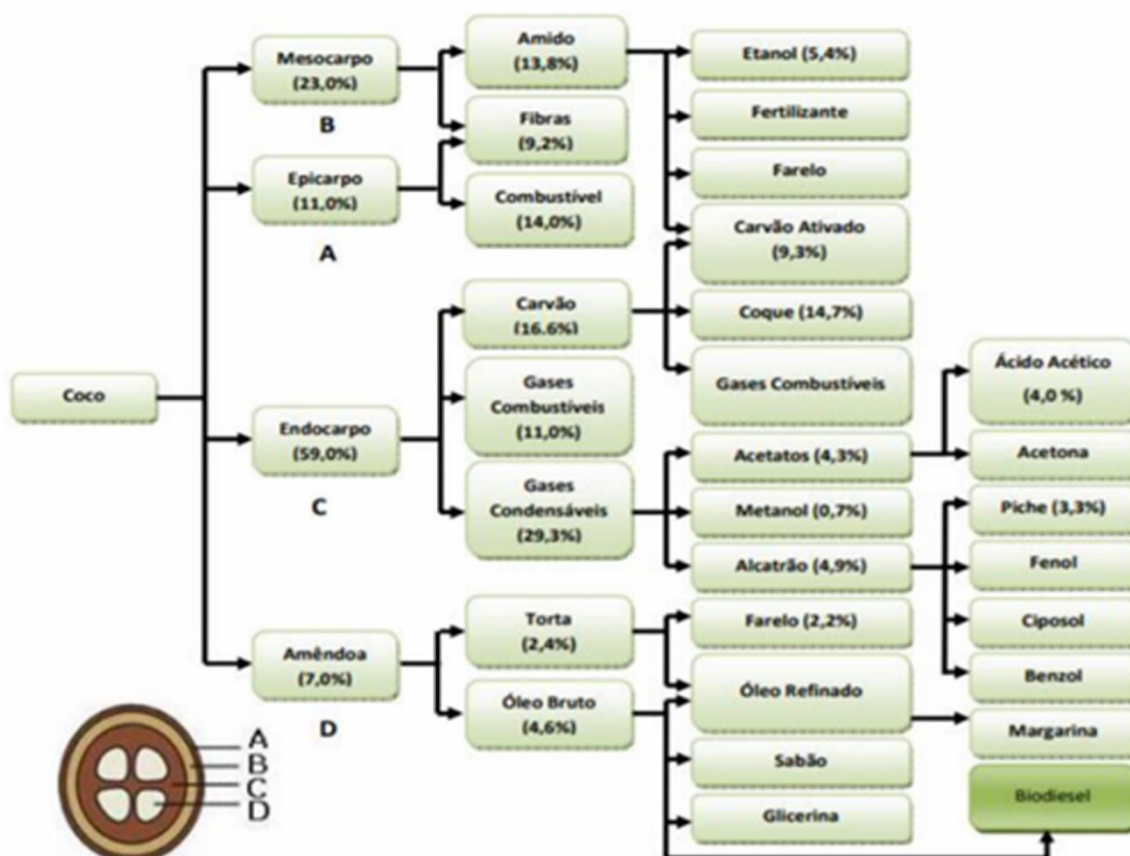 Coco
Mesocarpo
(23,0%)
B
Epicarpo
(11,0%)
A
Endocarpo
(59,0%)
C
Amêndoa
(7,0%)
D
Amido
(13,8%)
Fibras
(9,2%)
Combustível
(14,0%)
Carvão
(16,6%)
Gases
Combustíveis
(11,0%)
Gases
Condensáveis
(29,3%)
Torta
(2,4%)
Óleo Bruto
(4,6%)
Etanol (5,4%)
Fertilizante
Farelo
Carvão Ativado
(9,3%)
Coque (14,7%)
Gases Combustíveis
Acetatos (4,3%)
Metanol (0,7%)
Alcatrão (4,9%)
Farelo (2,2%)
Óleo Refinado
Sabão
Glicerina
Ácido Acético
(4,0 %)
Acetona
Piche (3,3%)
Fenol
Ciposol
Benzol
Margarina
Biodiesel
A
B
C
D